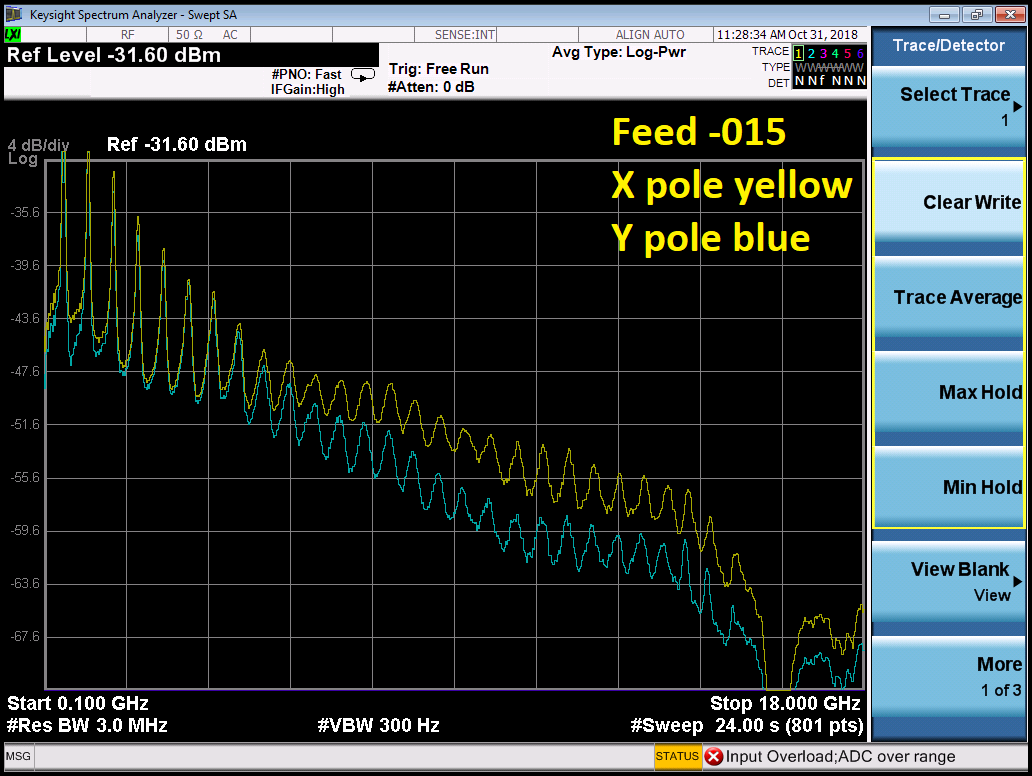 Keysight Spectrum Analyzer - Swept SA
LXI RF 50 Ω AC SENSE:INT ALIGN AUTO 11:28:34 AM Oct 31, 2018
Ref Level -31.60 dBm
#PNO: Fast
IFGain:High
Trig: Free Run
#Atten: 0 dB
Avg Type: Log-Pwr
TRACE 1 2 3 4 5 6
TYPE WWWWWW
DET N N f N N N
4 dB/div
Log
Ref -31.60 dBm
Feed -015
X pole yellow
Y pole blue
-35.6
-39.6
-43.6
-47.6
-51.6
-55.6
-59.6
-63.6
-67.6
Start 0.100 GHz
Stop 18.000 GHz
#Res BW 3.0 MHz
#VBW 300 Hz
#Sweep 24.00 s (801 pts)
Trace/Detector
Select Trace
1
Clear Write
Trace Average
Max Hold
Min Hold
View Blank
View
More
1 of 3
MSG
STATUS
Input Overload;ADC over range